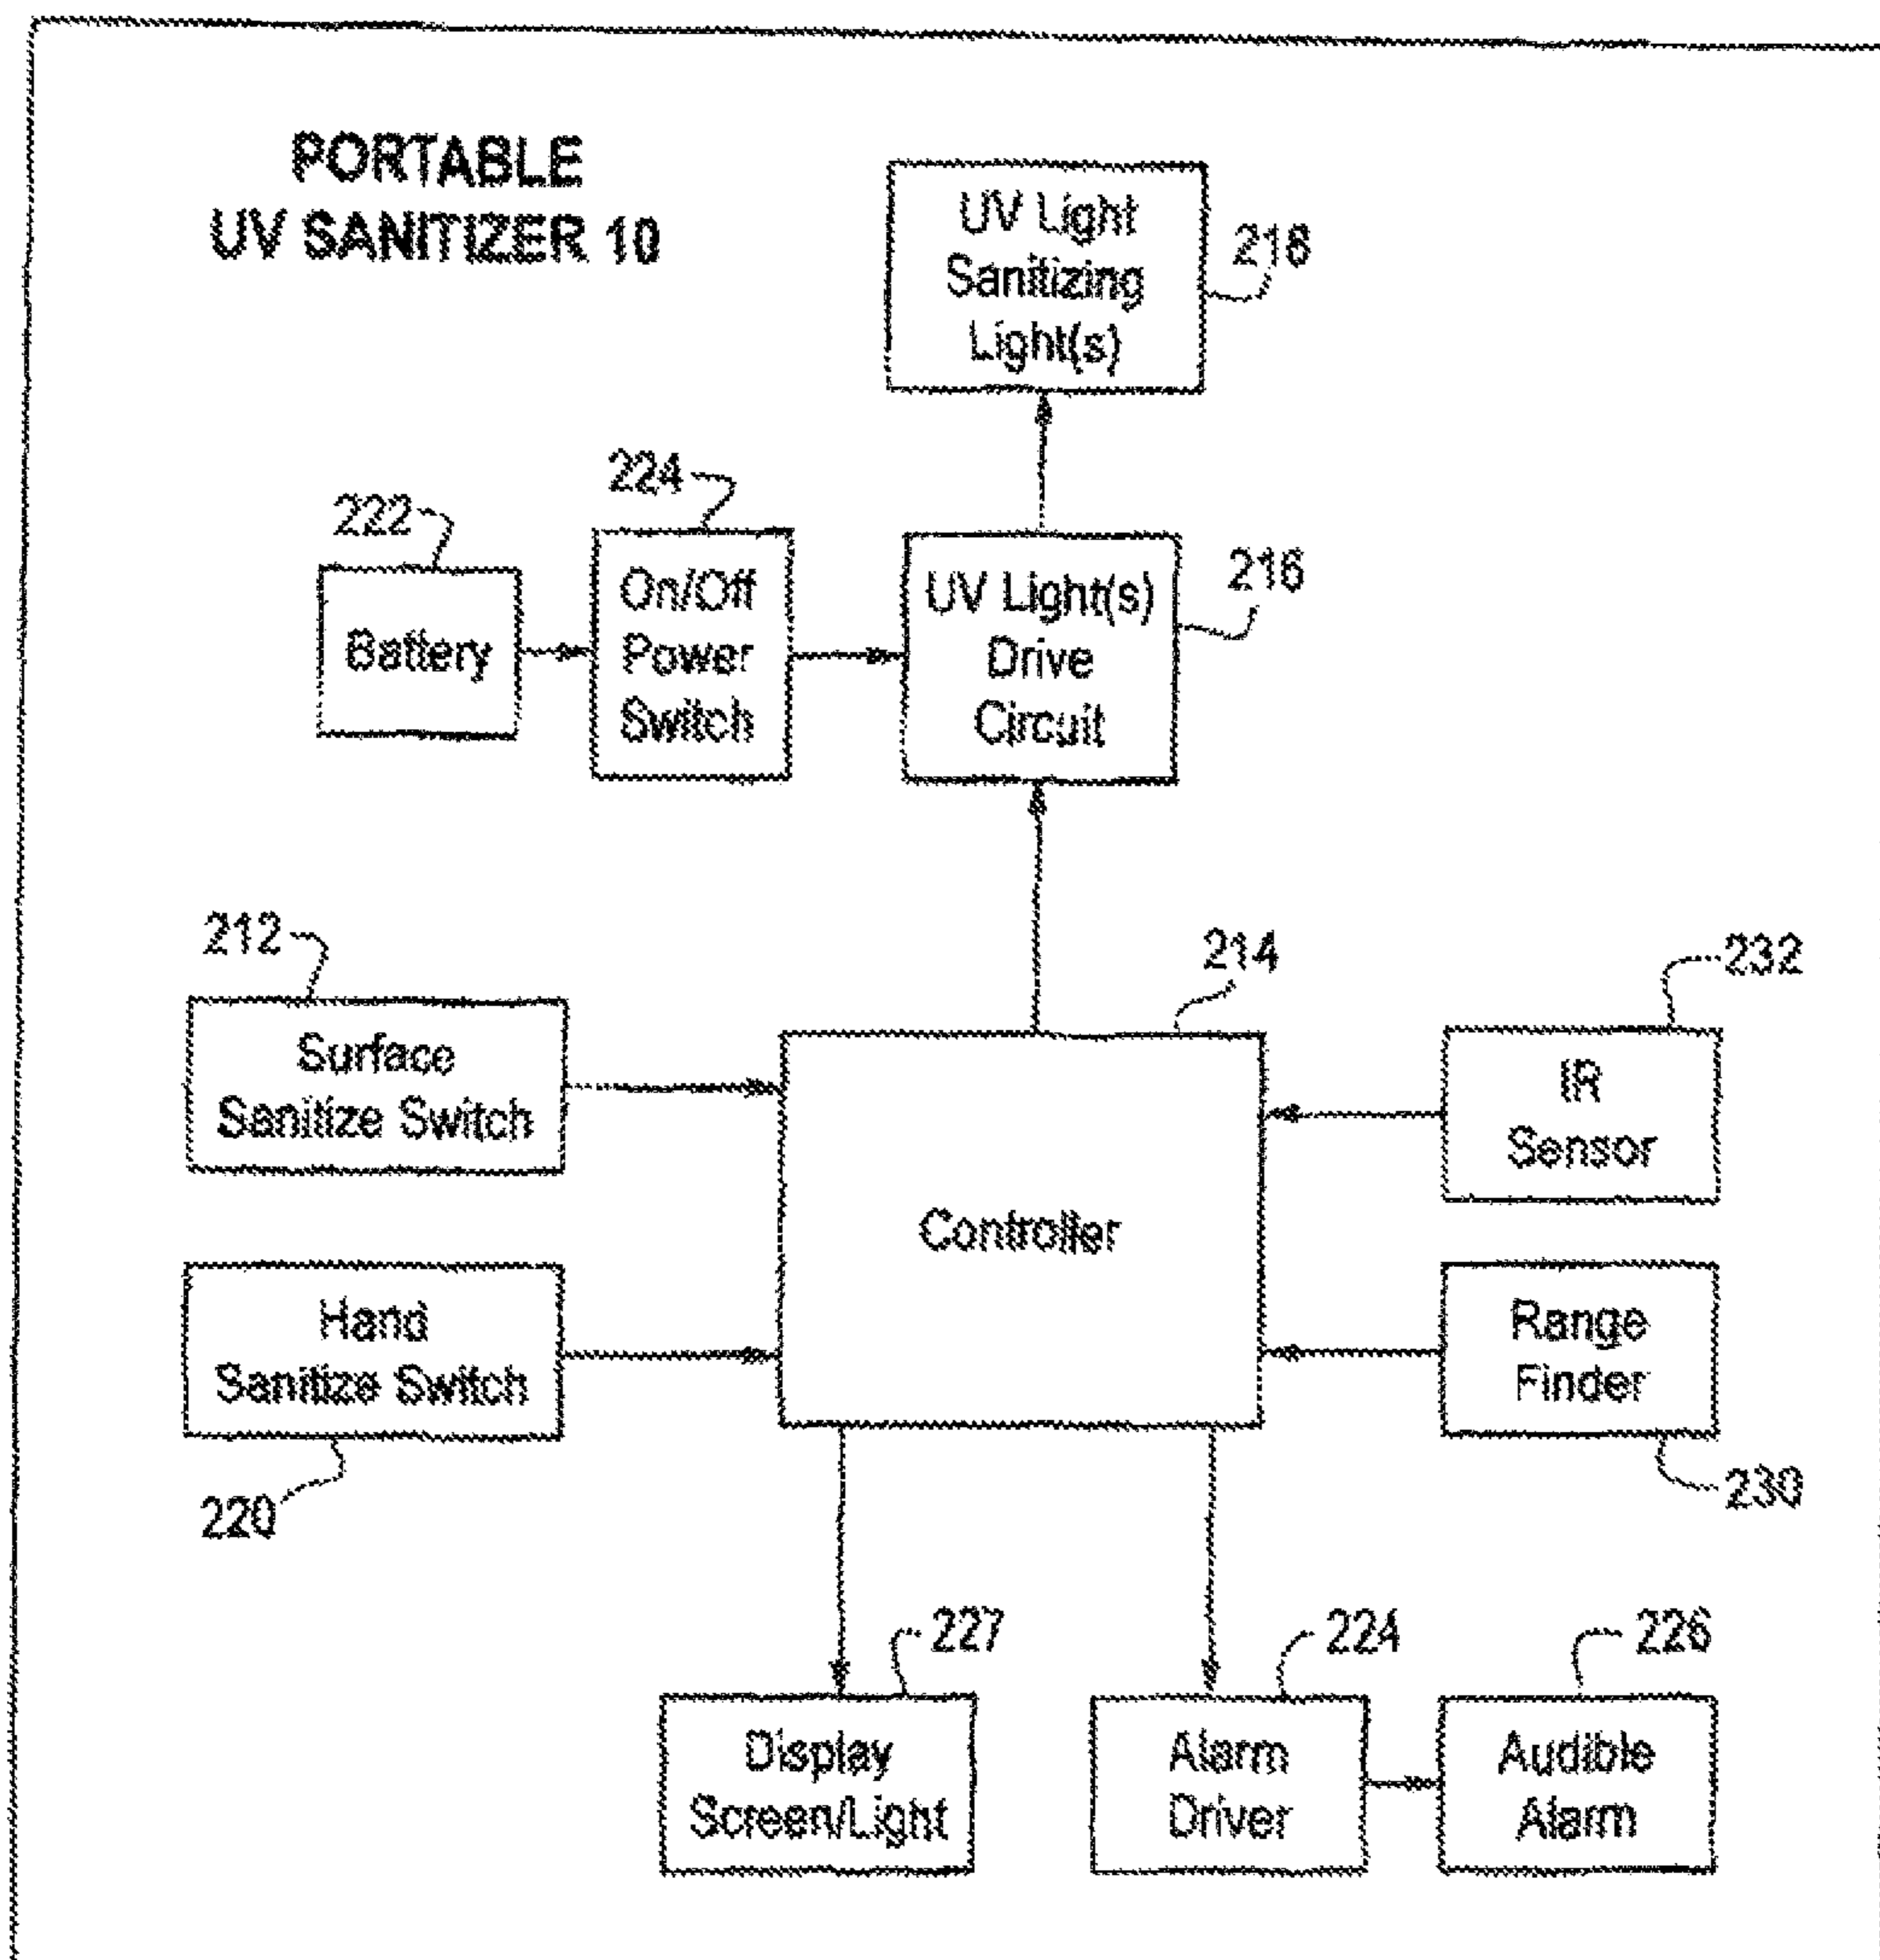 PORTABLE
UV SANITIZER 10
UV Light
Sanitizing
Light(s)
218
224
222
On/Off
Power
Switch
Battery
UV Light(s)
Drive
Circuit
216
212
214
232
Surface
Sanitize Switch
IR
Sensor
Controller
Hand
Sanitize Switch
Range
Finder
220
230
227
224
226
Display
Screen/Light
Alarm
Driver
Audible
Alarm